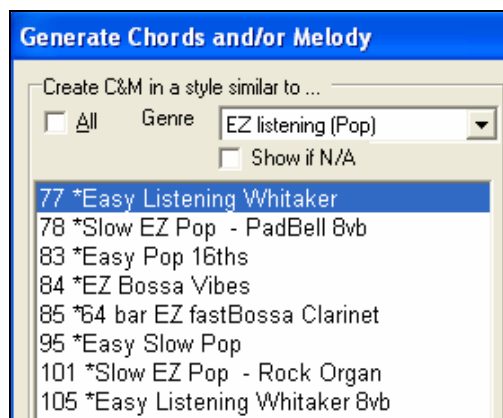 Generate Chords and/or Melody
Create C&M in a style similar to ...
All Genre EZ listening (Pop)
Show if N/A
77 *Easy Listening Whitaker
78 *Slow EZ Pop - PadBell 8vb
83 *Easy Pop 16ths
84 *EZ Bossa Vibes
85 *64 bar EZ fastBossa Clarinet
95 *Easy Slow Pop
101 *Slow EZ Pop - Rock Organ
105 *Easy Listening Whitaker 8vb